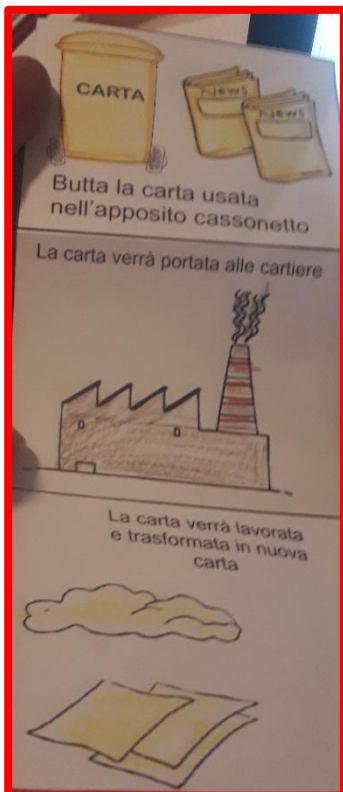 CARTA
News
News
Butta la carta usata
nell'apposito cassonetto
La carta verrà portata alle cartiere
La carta verrà lavorata
e trasformata in nuova
carta